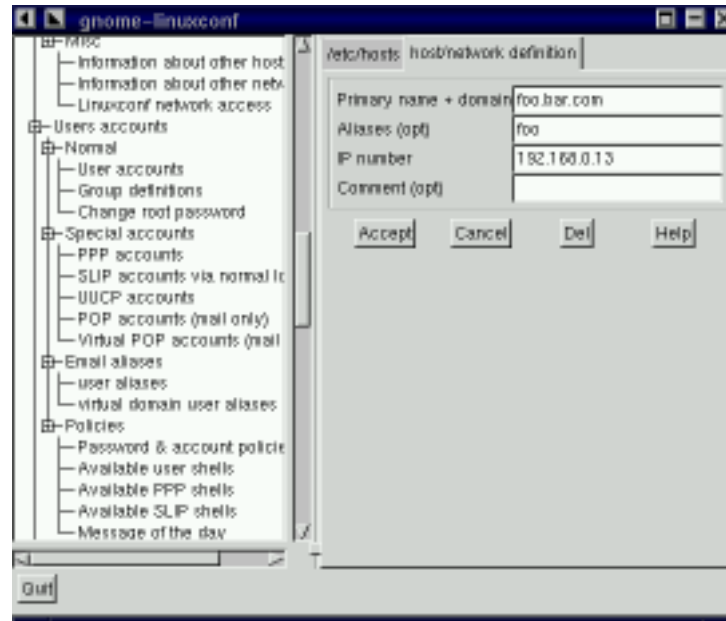 gnome-linuxconf
Misc
Information about other host
Information about other netw
Linuxconf network access
Users accounts
Normal
User accounts
Group definitions
Change root password
Special accounts
PPP accounts
SLIP accounts via normal lo
UUCP accounts
POP accounts (mail only)
Virtual POP accounts (mail
Email aliases
user aliases
virtual domain user aliases
Policies
Password & account policie
Available user shells
Available PPP shells
Available SLIP shells
Message of the day
/etc/hosts host/network definition
Primary name + domain foo.bar.com
Aliases (opt) foo
IP number 192.168.0.13
Comment (opt)
Accept Cancel Del Help
Quit